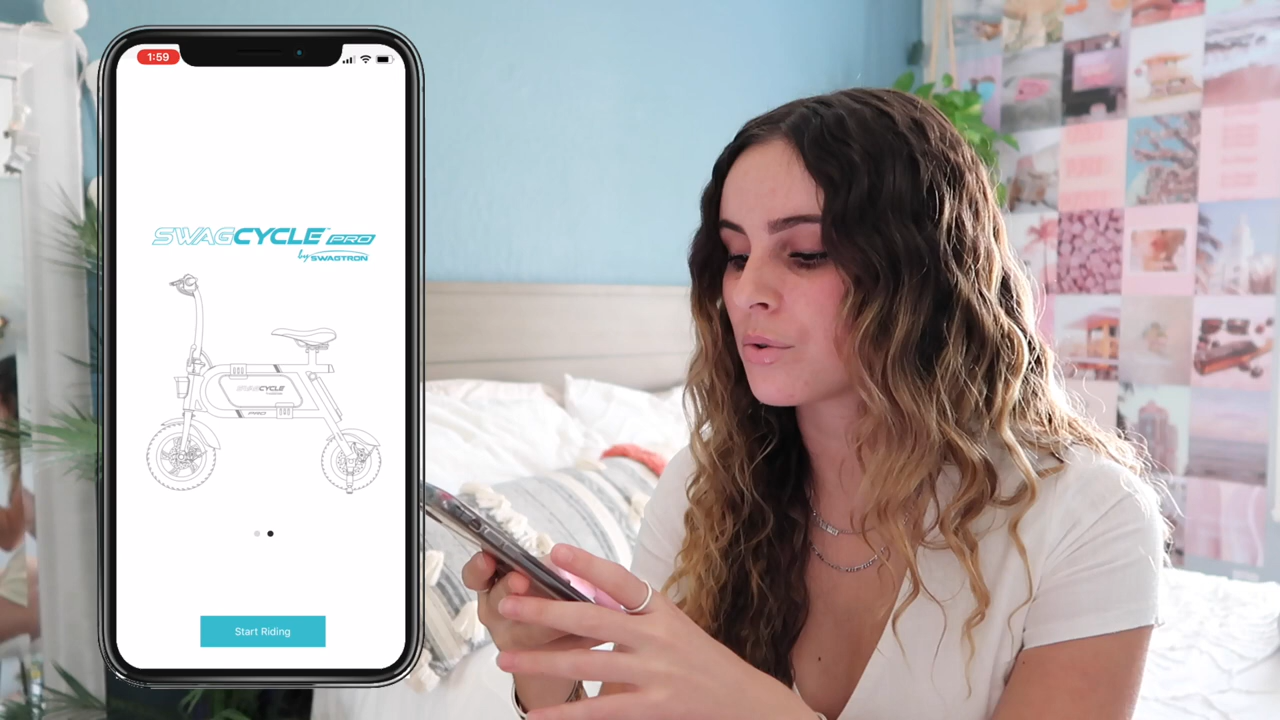 1:59
SWAGCYCLE PRO
by SWAGTRON
SWAGCYCLE
PRO
Start Riding